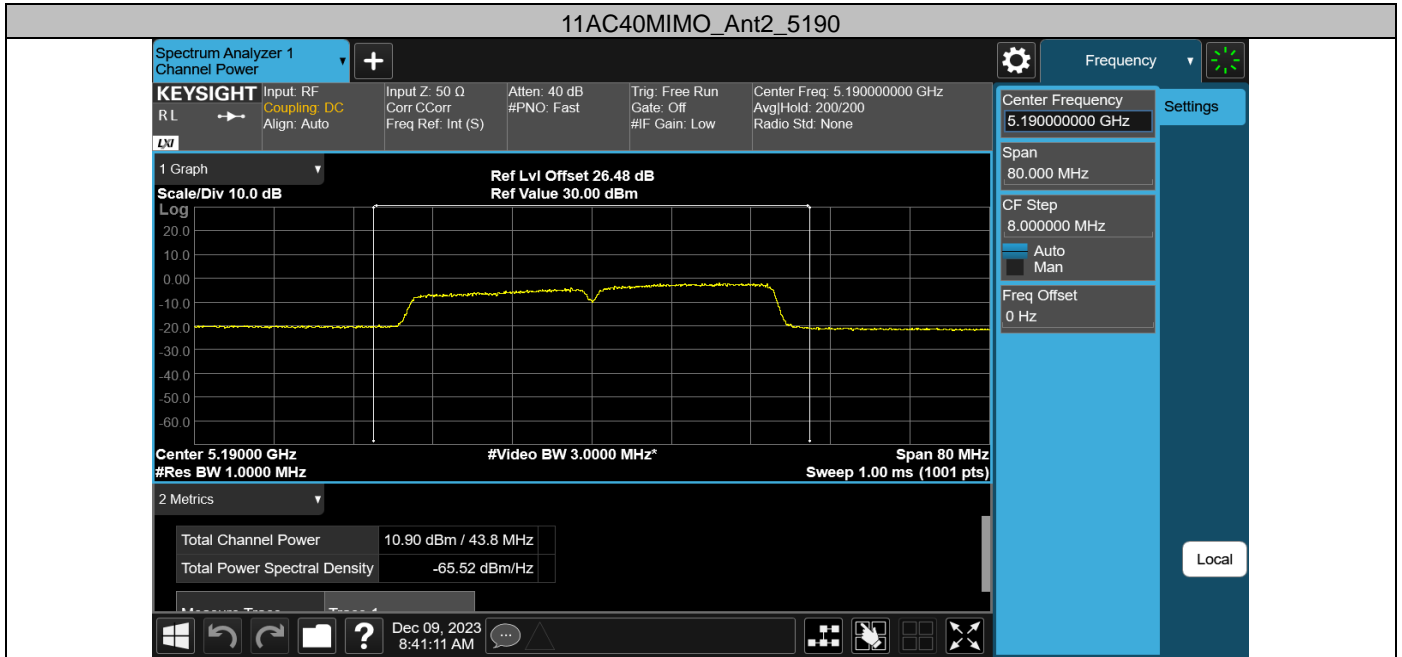 11AC40MIMO_Ant2_5190
Spectrum Analyzer 1
Channel Power
Frequency
KEYSIGHT
RL
LXI
Input: RF
Coupling: DC
Align: Auto
Input Z: 50 Ω
Corr CCorr
Freq Ref: Int (S)
Atten: 40 dB
#PNO: Fast
Trig: Free Run
Gate: Off
#IF Gain: Low
Center Freq: 5.190000000 GHz
Avg|Hold: 200/200
Radio Std: None
Center Frequency
5.190000000 GHz
Settings
Span
80.000 MHz
CF Step
8.000000 MHz
Auto
Man
Freq Offset
0 Hz
1 Graph
Scale/Div 10.0 dB
Ref Lvl Offset 26.48 dB
Ref Value 30.00 dBm
Log
20.0
10.0
0.00
-10.0
-20.0
-30.0
-40.0
-50.0
-60.0
Center 5.19000 GHz
#Video BW 3.0000 MHz*
Span 80 MHz
#Res BW 1.0000 MHz
Sweep 1.00 ms (1001 pts)
2 Metrics
Total Channel Power 10.90 dBm / 43.8 MHz
Total Power Spectral Density -65.52 dBm/Hz
Local
?
Dec 09, 2023
8:41:11 AM